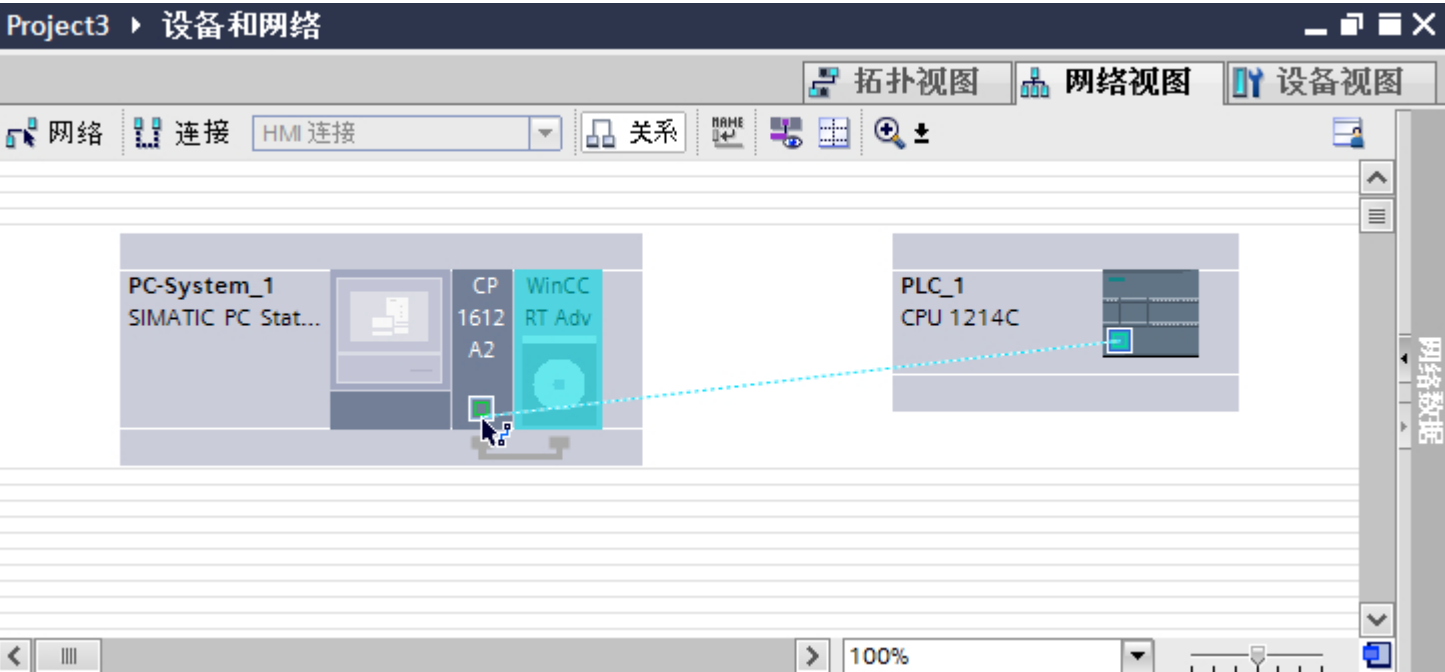 Project3 ▸ 设备和网络
拓扑视图
网络视图
设备视图
网络
连接
HMI 连接
关系
NAME
PC-System_1
SIMATIC PC Stat...
CP
1612
A2
WinCC
RT Adv
PLC_1
CPU 1214C
网络数据
100%